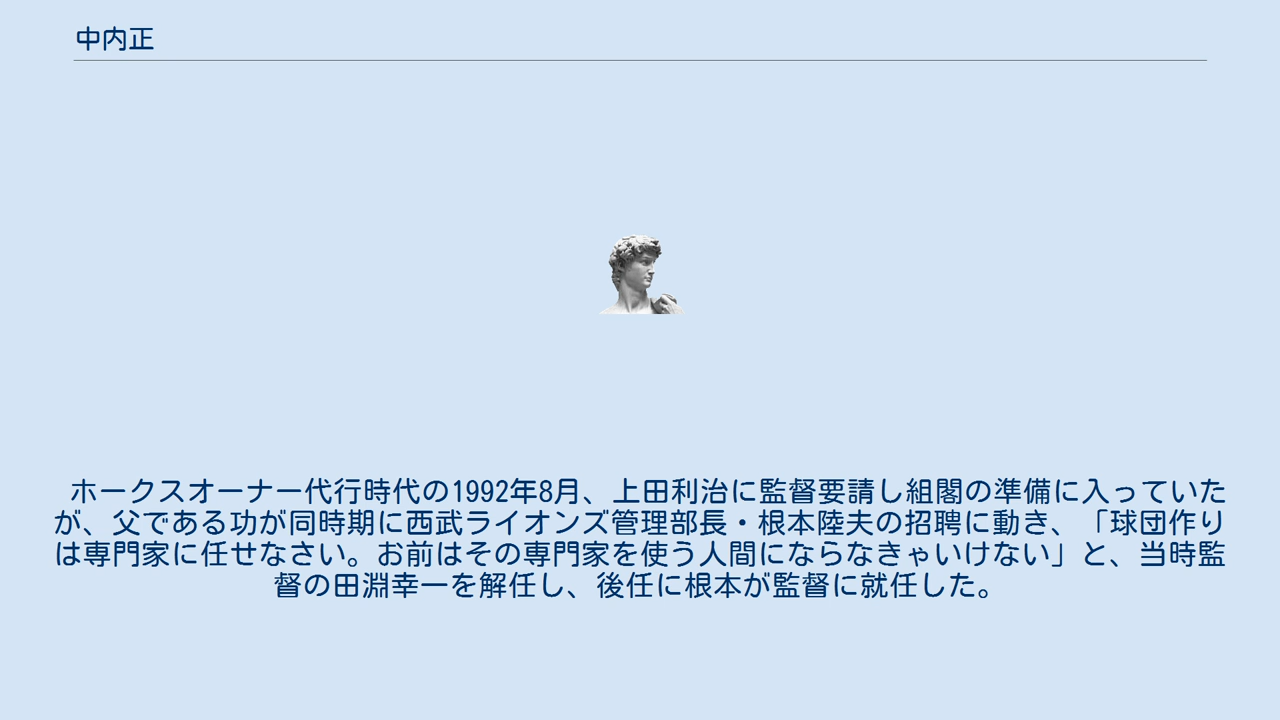 中内正
ホークスオーナー代行時代の1992年8月、上田利治に監督要請し組閣の準備に入っていた
が、父である功が同時期に西武ライオンズ管理部長・根本陸夫の招聘に動き、「球団作り
は専門家に任せなさい。お前はその専門家を使う人間にならなきゃいけない」と、当時監
督の田淵幸一を解任し、後任に根本が監督に就任した。